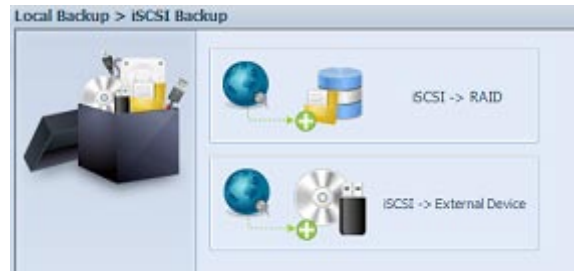 Local Backup > iSCSI Backup
iSCSI -> RAID
iSCSI -> External Device